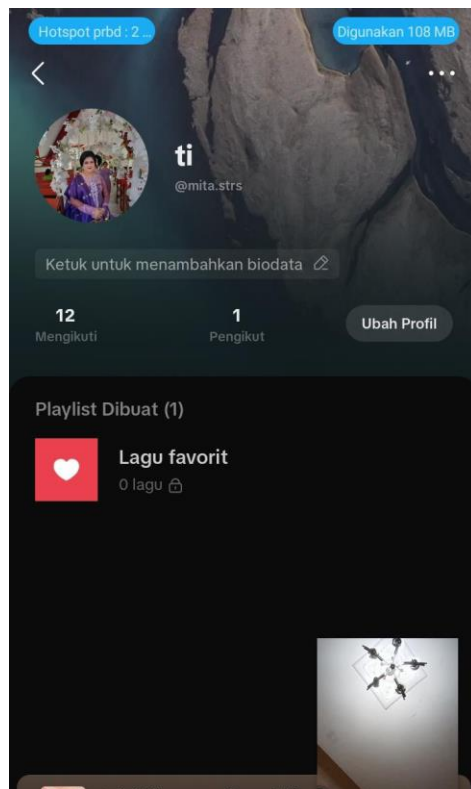 Hotspot prbd : 2 ...
Digunakan 108 MB
ti
@mita.strs
Ketuk untuk menambahkan biodata
12
Mengikuti
1
Pengikut
Ubah Profil
Playlist Dibuat (1)
Lagu favorit
0 lagu